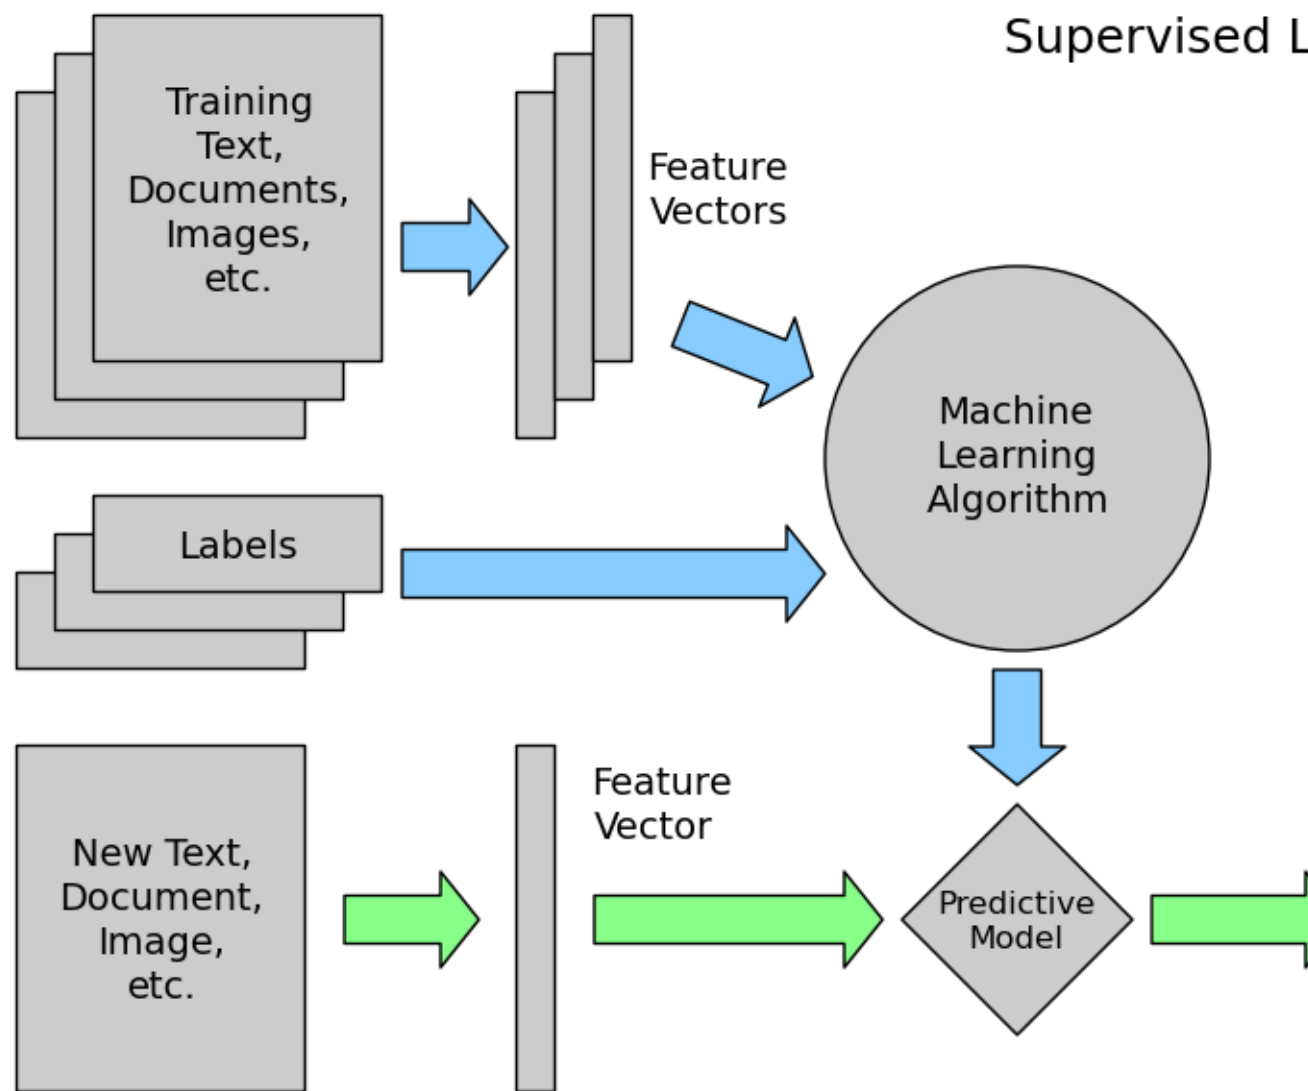 Supervised L
Training
Text,
Documents,
Images,
etc.
Feature
Vectors
Machine
Learning
Algorithm
Labels
New Text,
Document,
Image,
etc.
Feature
Vector
Predictive
Model